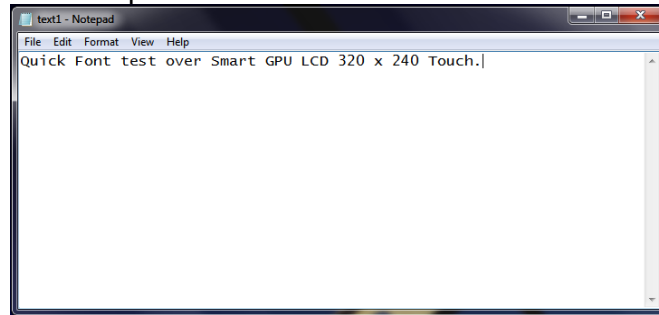 text1 - Notepad
File Edit Format View Help
Quick Font test over Smart GPU LCD 320 x 240 Touch.